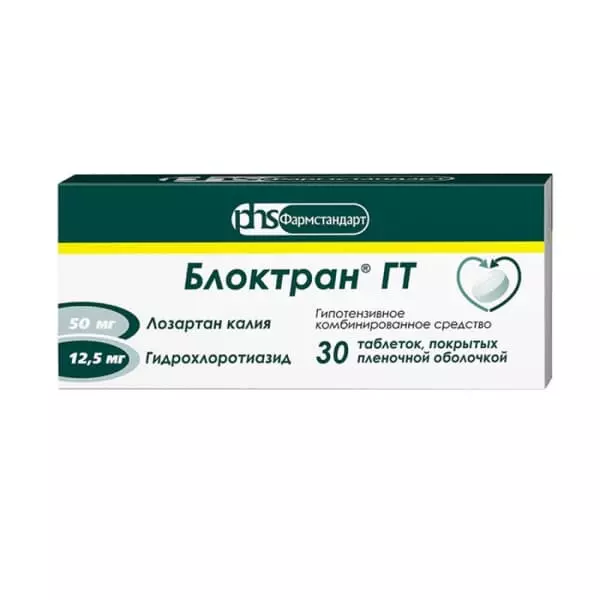 phs Фармстандарт
Блоктран® ГТ
50 мг Лозартан калия
12,5 мг Гидрохлоротиазид
Гипотензивное
комбинированное средство
30 таблеток, покрытых
пленочной оболочкой